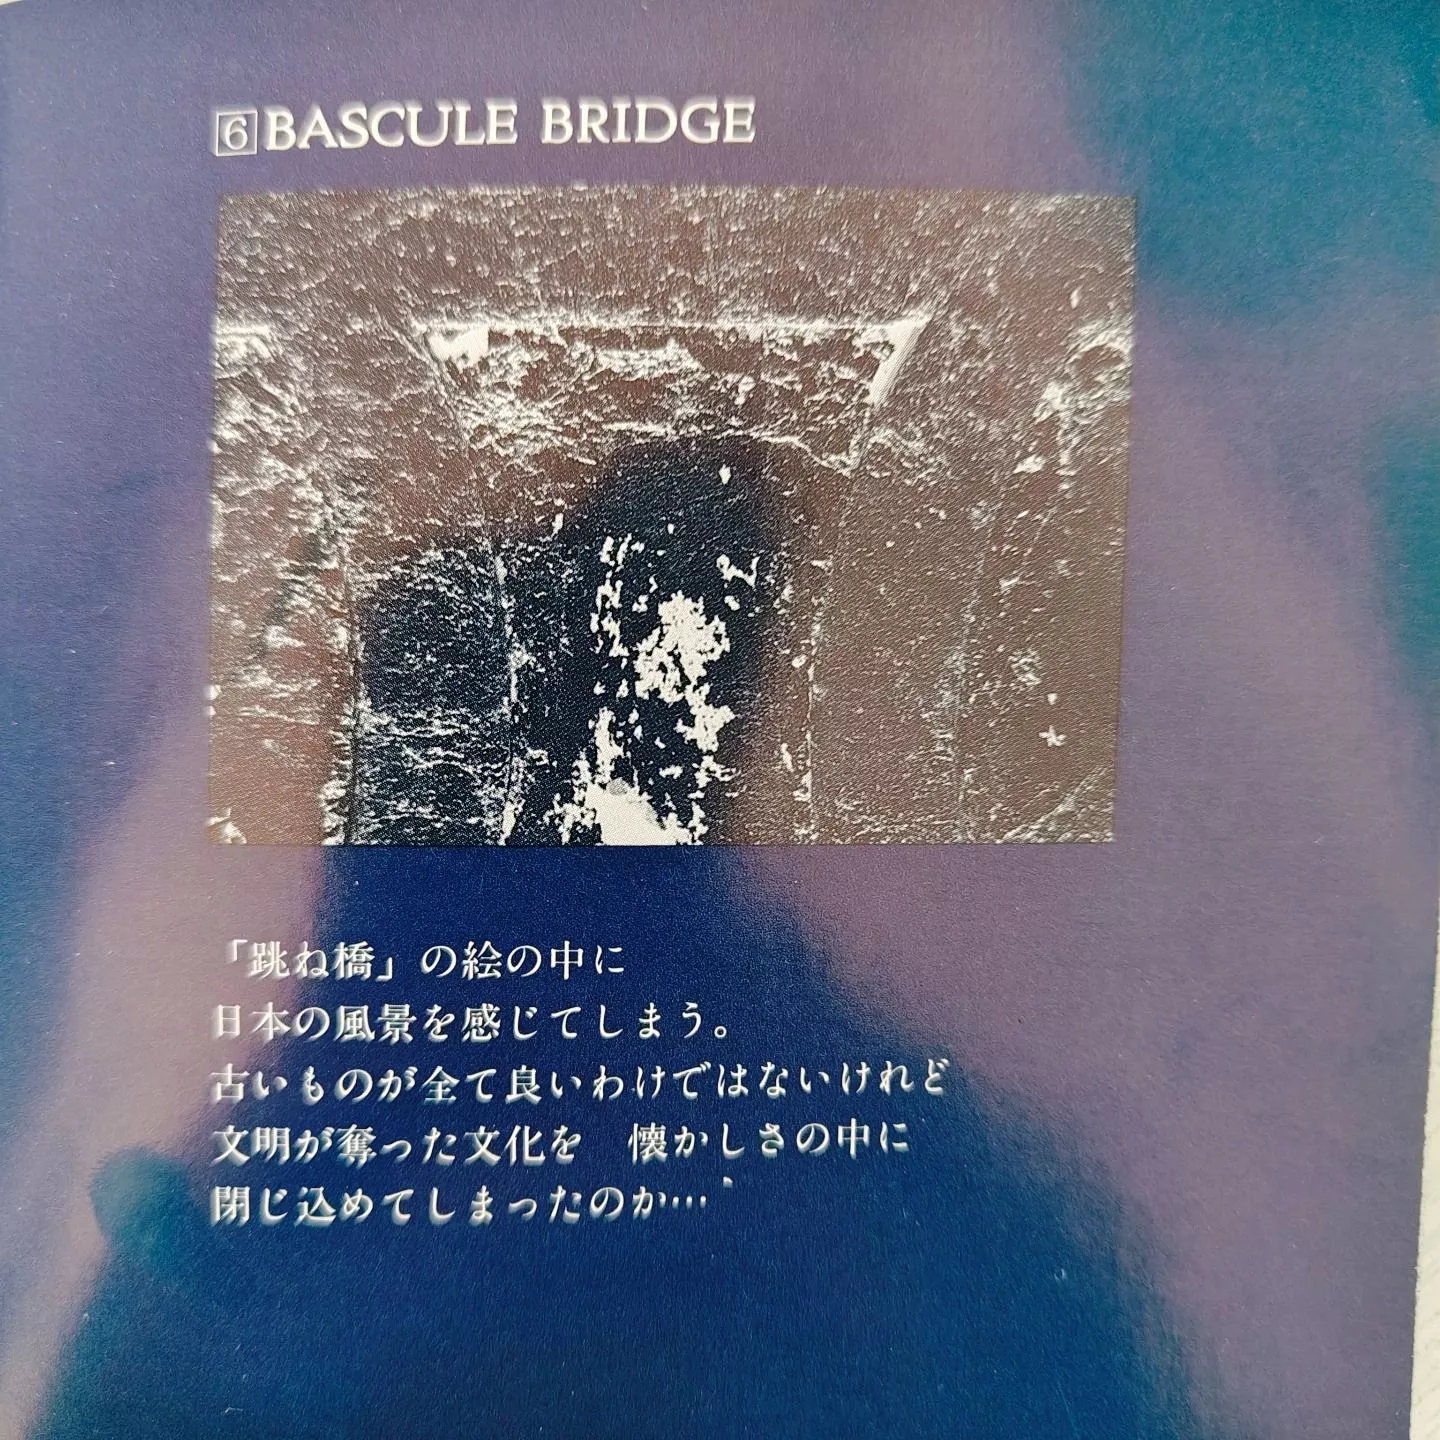 6 BASCULE BRIDGE
「跳ね橋」の絵の中に
日本の風景を感じてしまう。
古いものが全て良いわけではないけれど
文明が奪った文化を　懐かしさの中に
閉じ込めてしまったのか…